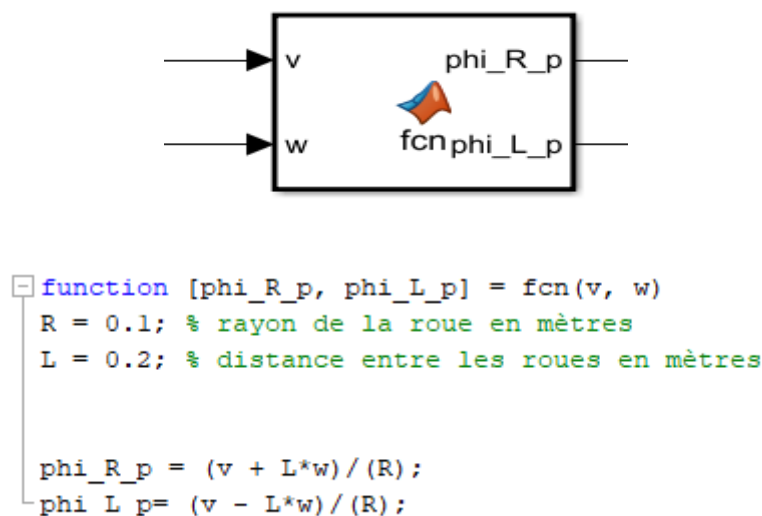 v phi_R_p
w fcn phi_L_p
function [phi_R_p, phi_L_p] = fcn(v, w)
R = 0.1; % rayon de la roue en mètres
L = 0.2; % distance entre les roues en mètres
phi_R_p = (v + L*w)/(R);
phi_L_p= (v - L*w)/(R);